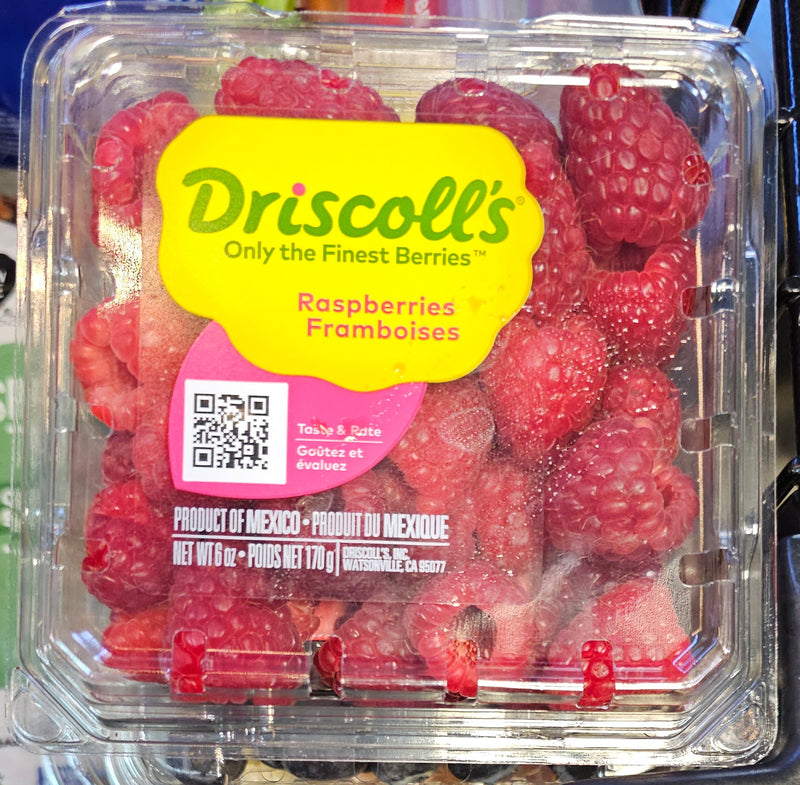 Driscoll's®
Only the Finest Berries™
Raspberries
Framboises
Taste & Rate
Goûtez et
évaluez
PRODUCT OF MEXICO • PRODUIT DU MEXIQUE
NET WT 6 oz • POIDS NET 170 g
DRISCOLL'S, INC.
WATSONVILLE, CA 95077